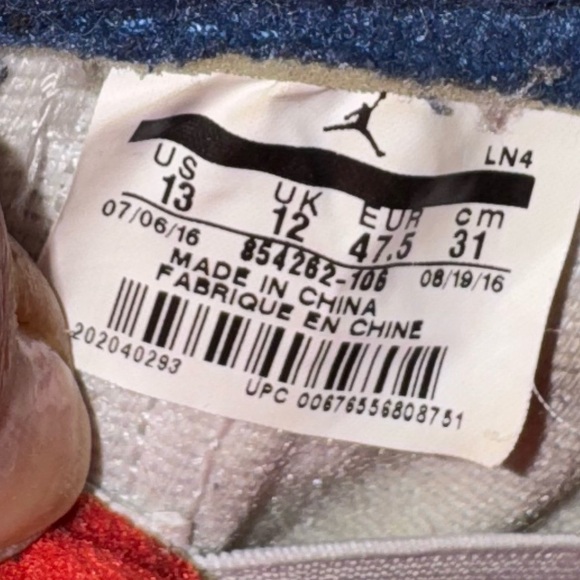 LN4
US UK EUR cm
13 12 47.5 31
07/06/16 854262-106 08/19/16
MADE IN CHINA
FABRIQUE EN CHINE
202040293
UPC 00676556808751